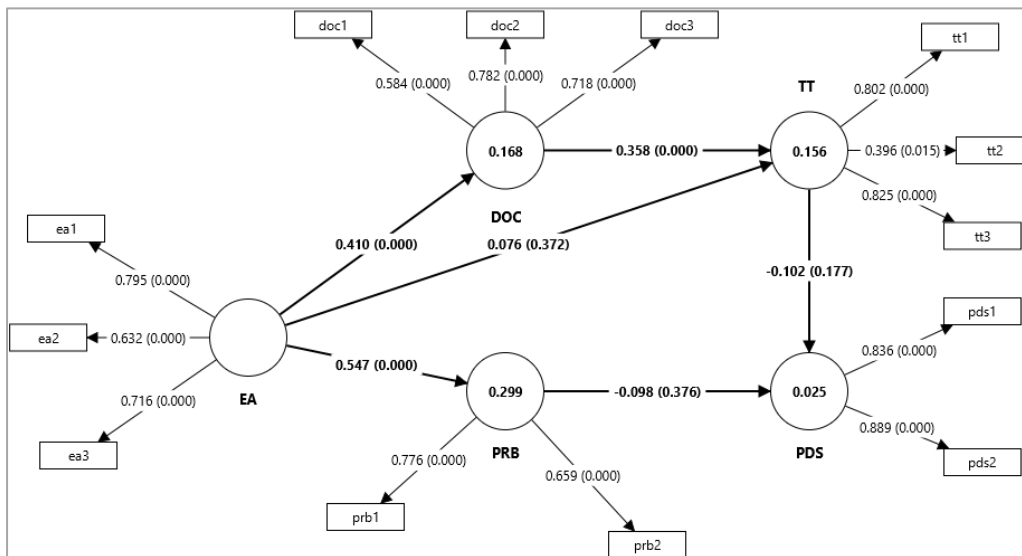 doc1
doc2
doc3
tt1
0.584 (0.000)
0.782 (0.000)
0.718 (0.000)
TT
0.802 (0.000)
0.168
0.358 (0.000)
0.156
0.396 (0.015)
tt2
DOC
0.825 (0.000)
ea1
tt3
0.410 (0.000)
0.076 (0.372)
0.795 (0.000)
-0.102 (0.177)
pds1
ea2
0.632 (0.000)
0.836 (0.000)
0.547 (0.000)
0.716 (0.000)
EA
0.299
-0.098 (0.376)
0.025
0.889 (0.000)
ea3
PRB
PDS
pds2
0.776 (0.000)
0.659 (0.000)
prb1
prb2